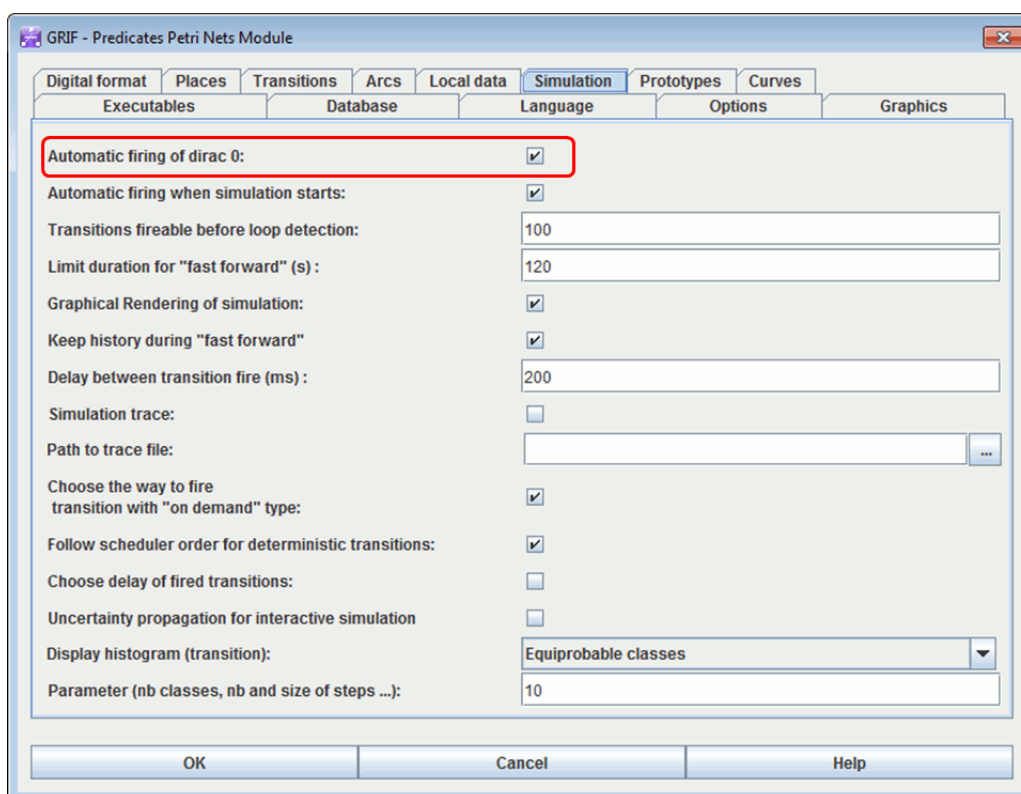 GRIF - Predicates Petri Nets Module
Digital format Places Transitions Arcs Local data Simulation Prototypes Curves
Executables Database Language Options Graphics
Automatic firing of dirac 0:
Automatic firing when simulation starts:
Transitions fireable before loop detection: 100
Limit duration for "fast forward" (s) : 120
Graphical Rendering of simulation:
Keep history during "fast forward"
Delay between transition fire (ms) : 200
Simulation trace:
Path to trace file: ...
Choose the way to fire
transition with "on demand" type:
Follow scheduler order for deterministic transitions:
Choose delay of fired transitions:
Uncertainty propagation for interactive simulation
Display histogram (transition): Equiprobable classes
Parameter (nb classes, nb and size of steps ...): 10
OK Cancel Help